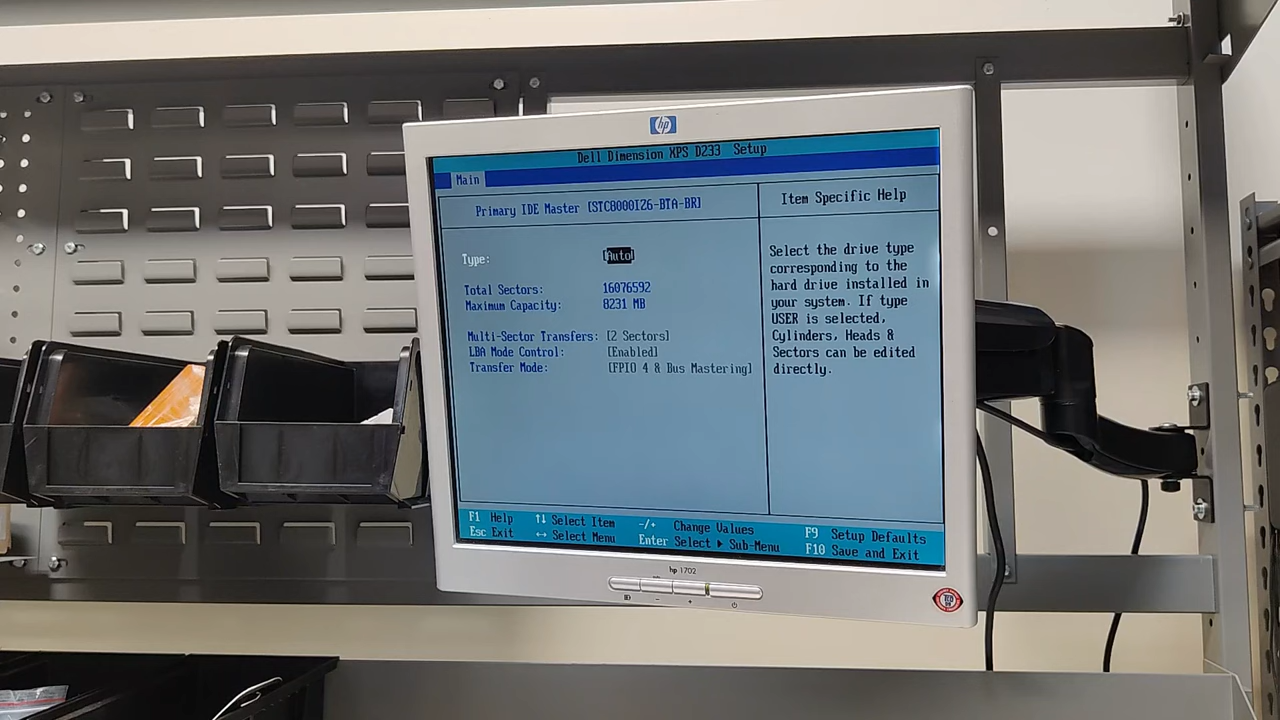 hp
Dell Dimension XPS D233 Setup
Main
Primary IDE Master [STC8000I26-BTA-BR]
Item Specific Help
Type: [Auto]
Total Sectors: 16076592
Maximum Capacity: 8231 MB
Multi-Sector Transfers: [2 Sectors]
LBA Mode Control: [Enabled]
Transfer Mode: [FPIO 4 & Bus Mastering]
Select the drive type
corresponding to the
hard drive installed in
your system. If type
USER is selected,
Cylinders, Heads &
Sectors can be edited
directly.
F1 Help ↑↓ Select Item -/+ Change Values F9 Setup Defaults
Esc Exit ↔ Select Menu Enter Select ▶ Sub-Menu F10 Save and Exit
hp 1702